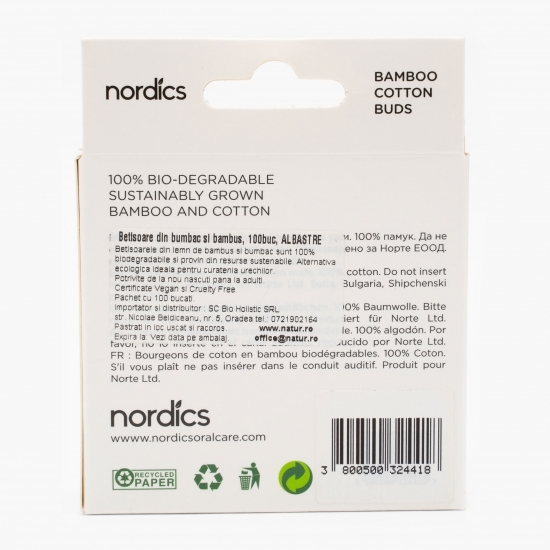 nordics
BAMBOO
COTTON
BUDS
100% BIO-DEGRADABLE
SUSTAINABLY GROWN
BAMBOO AND COTTON
Betisoare din bumbac si bambus, 100buc, ALBASTRE
Betisoarele din lemn de bambus si bumbac sunt 100%
biodegradabile si provin din resurse sustenabile. Alternativa
ecologica ideala pentru curatenia urechilor.
Potrivite de la nou nascuti pana la adulti.
Certificate Vegan si Cruelty Free
Pachet cu 100 bucati.
Importator si distribuitor : SC Bio Holistic SRL
str. Nicolae Beldiceanu, nr. 5, Oradea tel.: 0721902164
Pastrati in loc uscat si racoros. www.natur.ro
Expira la: Vezi data pe ambalaj. office@natur.ro
и. 100% памук. Да не
ено за Норте ЕООД.
cotton. Do not insert
Bulgaria, Shipchenski
% Baumwolle. Bitte
iert für Norte Ltd.
100% algodón. Por
ucido por Norte Ltd.
FR : Bourgeons de coton en bambou biodégradables. 100% Coton.
S'il vous plaît ne pas insérer dans le conduit auditif. Produit pour
Norte Ltd.
nordics
www.nordicsoralcare.com
RECYCLED
PAPER
3 800500 324418